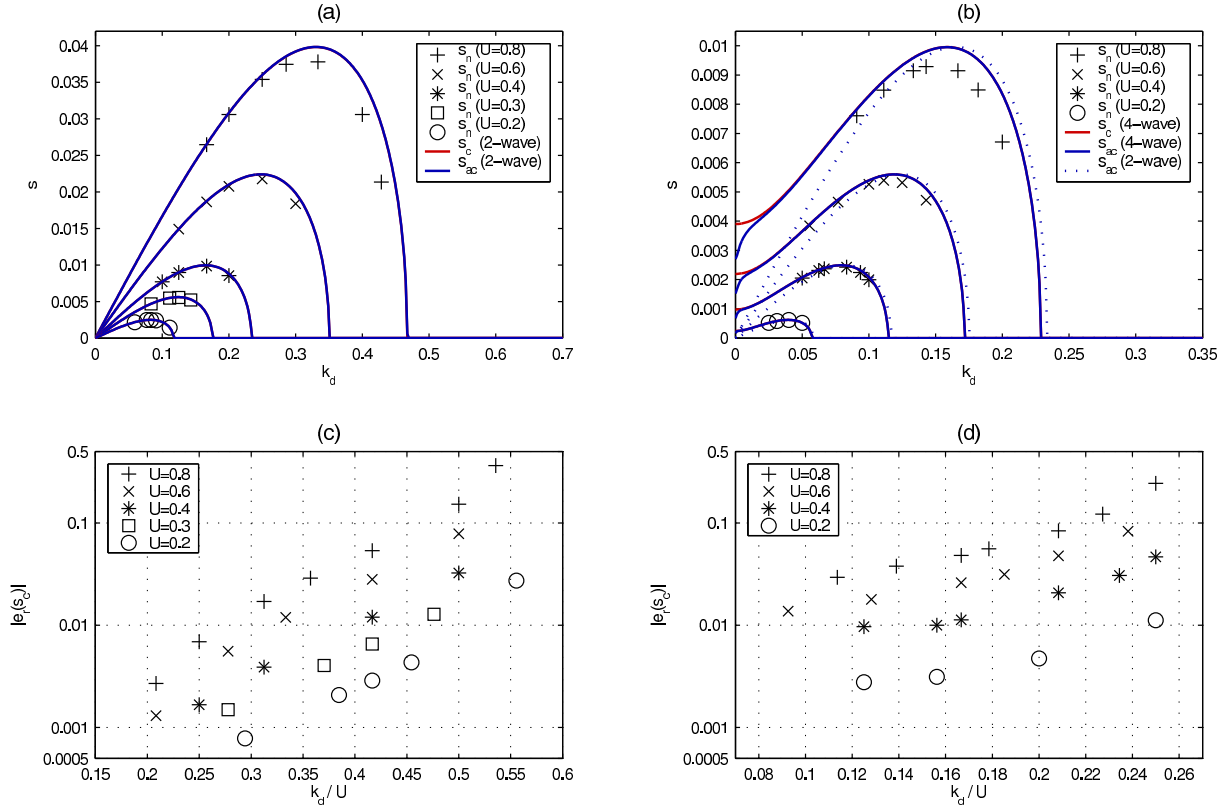 (a)
0.04
0.035
0.03
0.025
0.02
0.015
0.01
0.005
0
s
0
0.1
0.2
0.3
0.4
0.5
0.6
0.7
k_d
s_n (U=0.8)
s_n (U=0.6)
s_n (U=0.4)
s_n (U=0.3)
s_n (U=0.2)
s_c (2-wave)
s_ac (2-wave)
(b)
0.01
0.009
0.008
0.007
0.006
0.005
0.004
0.003
0.002
0.001
0
s
0
0.05
0.1
0.15
0.2
0.25
0.3
0.35
k_d
s_n (U=0.8)
s_n (U=0.6)
s_n (U=0.4)
s_n (U=0.2)
s_c (4-wave)
s_ac (4-wave)
s_ac (2-wave)
(c)
0.5
0.1
0.01
0.001
0.0005
|e_r(s_c)|
0.15
0.2
0.25
0.3
0.35
0.4
0.45
0.5
0.55
0.6
k_d / U
U=0.8
U=0.6
U=0.4
U=0.3
U=0.2
(d)
0.5
0.1
0.01
0.001
0.0005
|e_r(s_c)|
0.08
0.1
0.12
0.14
0.16
0.18
0.2
0.22
0.24
0.26
k_d / U
U=0.8
U=0.6
U=0.4
U=0.2